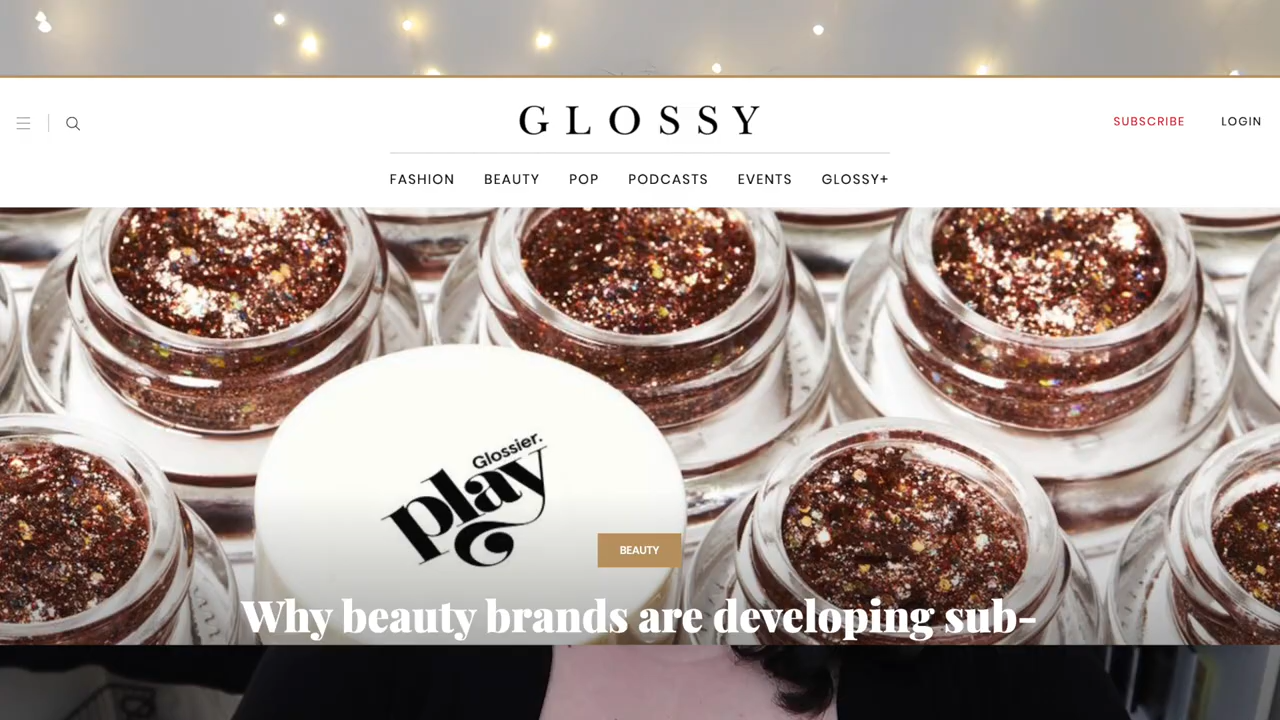 GLOSSY
SUBSCRIBE LOGIN
FASHION BEAUTY POP PODCASTS EVENTS GLOSSY+
Glossier.
play
BEAUTY
Why beauty brands are developing sub-